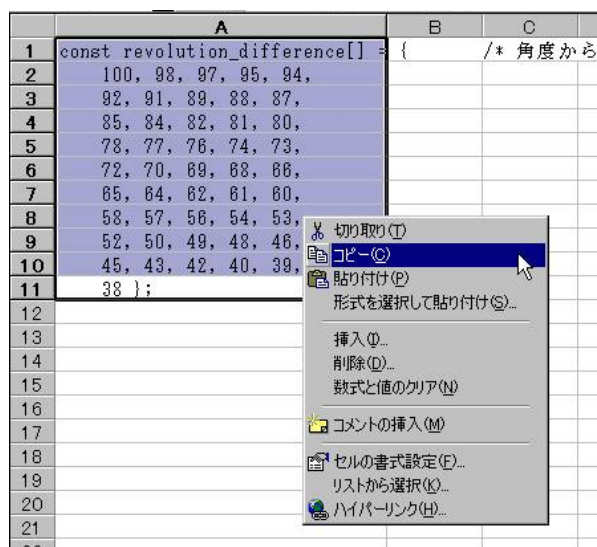 A B C
1 const revolution_difference[] = { /* 角度から
2 100, 98, 97, 95, 94,
3 92, 91, 89, 88, 87,
4 85, 84, 82, 81, 80,
5 78, 77, 76, 74, 73,
6 72, 70, 69, 68, 66,
7 65, 64, 62, 61, 60,
8 58, 57, 56, 54, 53,
9 52, 50, 49, 48, 46,
10 45, 43, 42, 40, 39,
11 38 };
12
13
14
15
16
17
18
19
20
21
切り取り(T)
コピー(C)
貼り付け(P)
形式を選択して貼り付け(S)...
挿入(I)...
削除(D)...
数式と値のクリア(N)
コメントの挿入(M)
セルの書式設定(F)...
リストから選択(K)...
ハイパーリンク(H)...